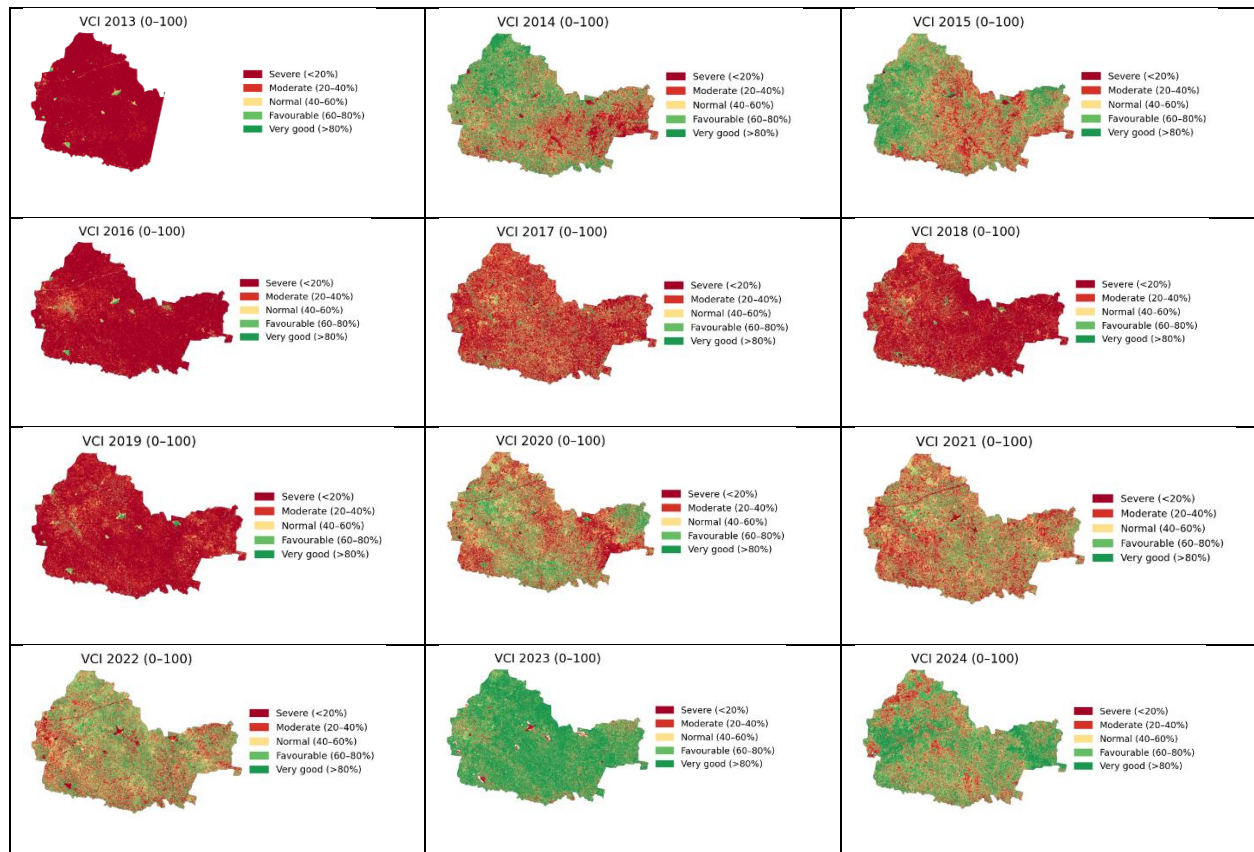 VCI 2013 (0–100)
Severe (<20%)
Moderate (20–40%)
Normal (40–60%)
Favourable (60–80%)
Very good (>80%)
VCI 2014 (0–100)
Severe (<20%)
Moderate (20–40%)
Normal (40–60%)
Favourable (60–80%)
Very good (>80%)
VCI 2015 (0–100)
Severe (<20%)
Moderate (20–40%)
Normal (40–60%)
Favourable (60–80%)
Very good (>80%)
VCI 2016 (0–100)
Severe (<20%)
Moderate (20–40%)
Normal (40–60%)
Favourable (60–80%)
Very good (>80%)
VCI 2017 (0–100)
Severe (<20%)
Moderate (20–40%)
Normal (40–60%)
Favourable (60–80%)
Very good (>80%)
VCI 2018 (0–100)
Severe (<20%)
Moderate (20–40%)
Normal (40–60%)
Favourable (60–80%)
Very good (>80%)
VCI 2019 (0–100)
Severe (<20%)
Moderate (20–40%)
Normal (40–60%)
Favourable (60–80%)
Very good (>80%)
VCI 2020 (0–100)
Severe (<20%)
Moderate (20–40%)
Normal (40–60%)
Favourable (60–80%)
Very good (>80%)
VCI 2021 (0–100)
Severe (<20%)
Moderate (20–40%)
Normal (40–60%)
Favourable (60–80%)
Very good (>80%)
VCI 2022 (0–100)
Severe (<20%)
Moderate (20–40%)
Normal (40–60%)
Favourable (60–80%)
Very good (>80%)
VCI 2023 (0–100)
Severe (<20%)
Moderate (20–40%)
Normal (40–60%)
Favourable (60–80%)
Very good (>80%)
VCI 2024 (0–100)
Severe (<20%)
Moderate (20–40%)
Normal (40–60%)
Favourable (60–80%)
Very good (>80%)